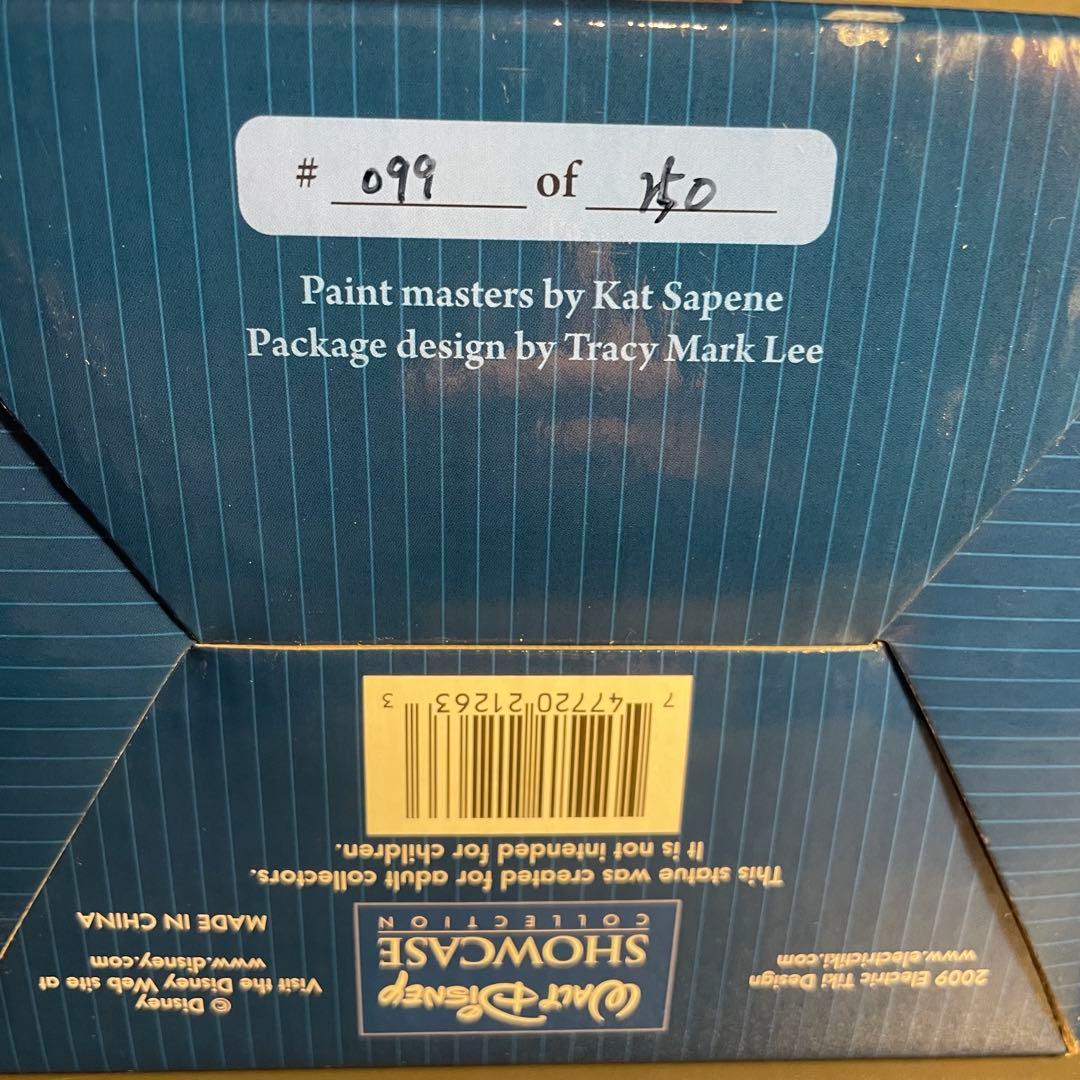 # 099 of 250
Paint masters by Kat Sapene
Package design by Tracy Mark Lee
WALT DISNEY
SHOWCASE
COLLECTION
2009 Electric Tiki Design
www.electrictiki.com
© Disney
Visit the Disney Web site at
www.disney.com
MADE IN CHINA
This statue was created for adult collectors.
It is not intended for children.
7 47720 21263 3